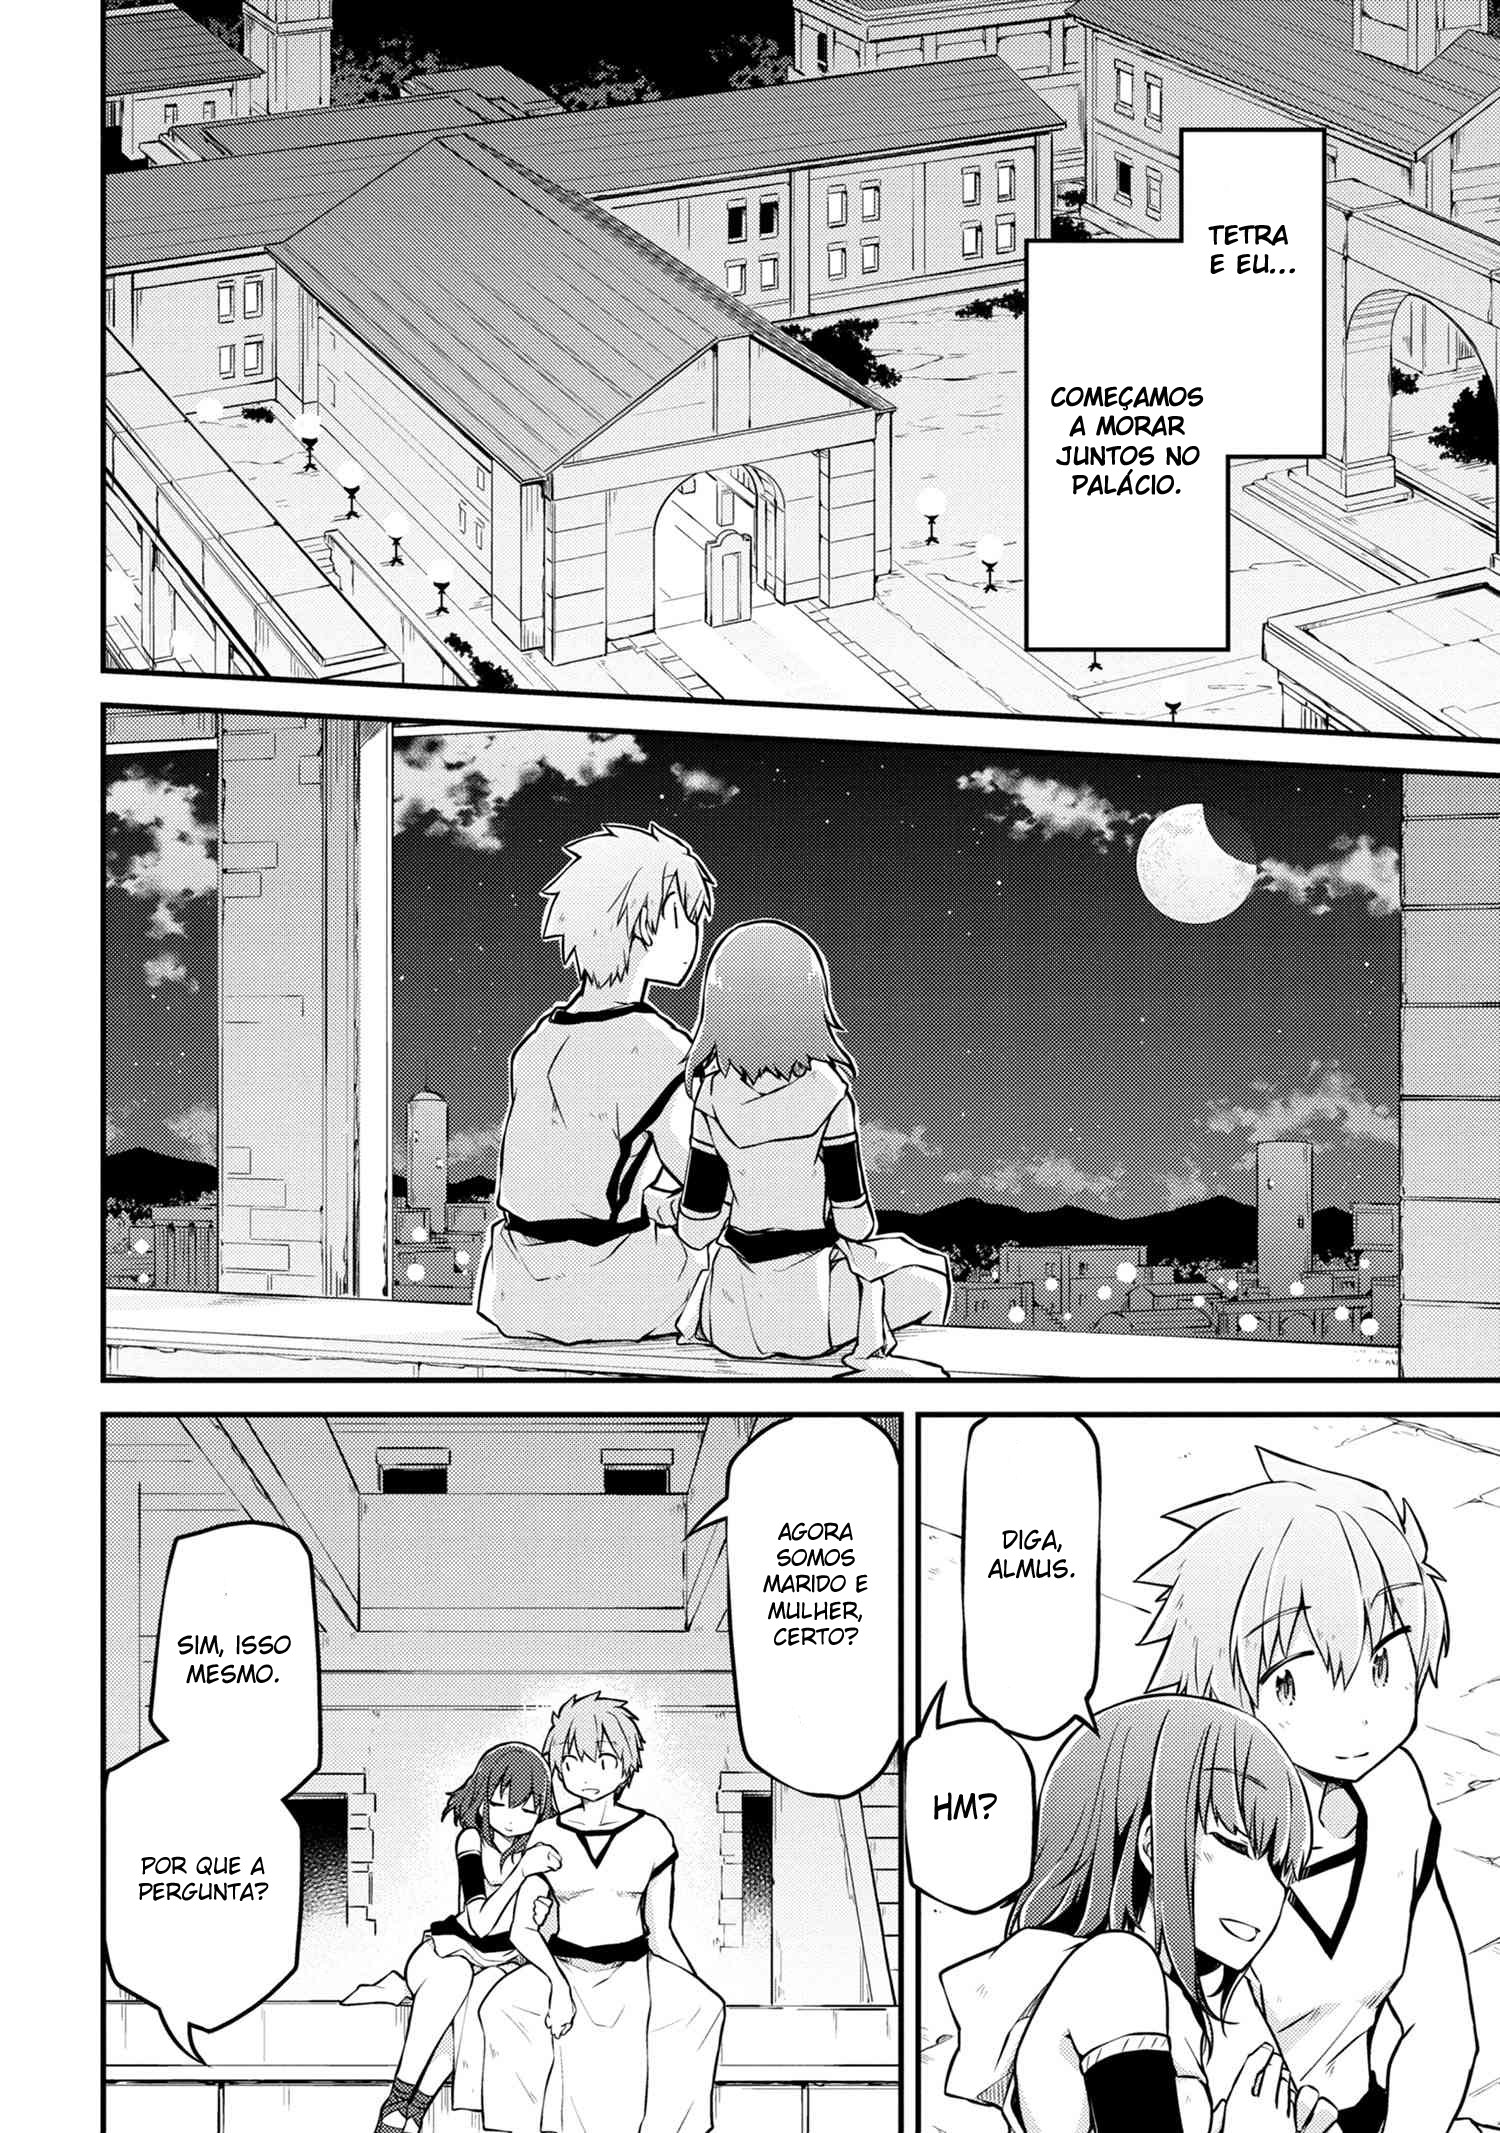 TETRA
E EU...
COMEÇAMOS
A MORAR
JUNTOS NO
PALÁCIO.
DIGA,
ALMUS.
HM?
AGORA
SOMOS
MARIDO E
MULHER,
CERTO?
SIM, ISSO
MESMO.
POR QUE A
PERGUNTA?